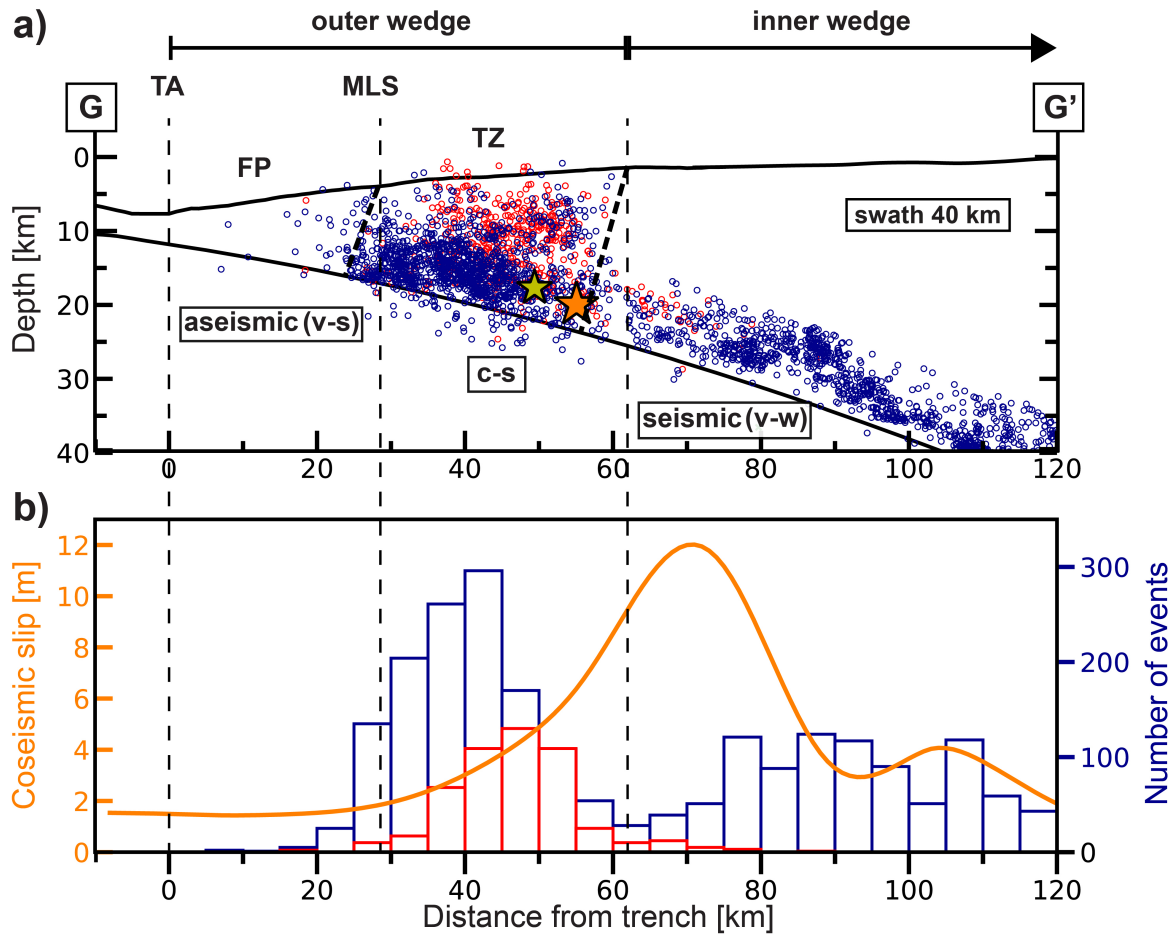 a)
outer wedge
inner wedge
TA
MLS
G
G’
TZ
FP
0
10
20
30
40
Depth [km]
swath 40 km
aseismic (v-s)
c-s
seismic (v-w)
0
20
40
60
80
100
120
b)
12
10
8
6
4
2
0
Coseismic slip [m]
300
200
100
0
Number of events
0
20
40
60
80
100
120
Distance from trench [km]